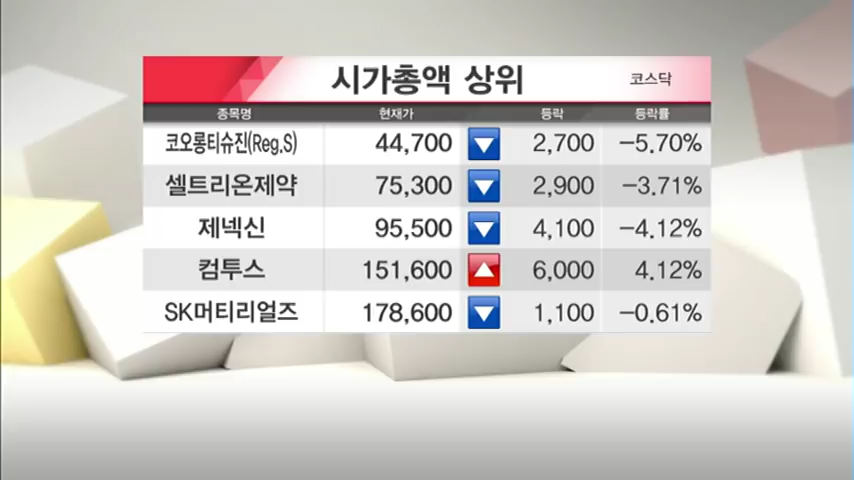 시가총액 상위 코스닥
종목명 현재가 등락 등락률
코오롱티슈진(Reg.S) 44,700 ▼ 2,700 -5.70%
셀트리온제약 75,300 ▼ 2,900 -3.71%
제넥신 95,500 ▼ 4,100 -4.12%
컴투스 151,600 ▲ 6,000 4.12%
SK머티리얼즈 178,600 ▼ 1,100 -0.61%